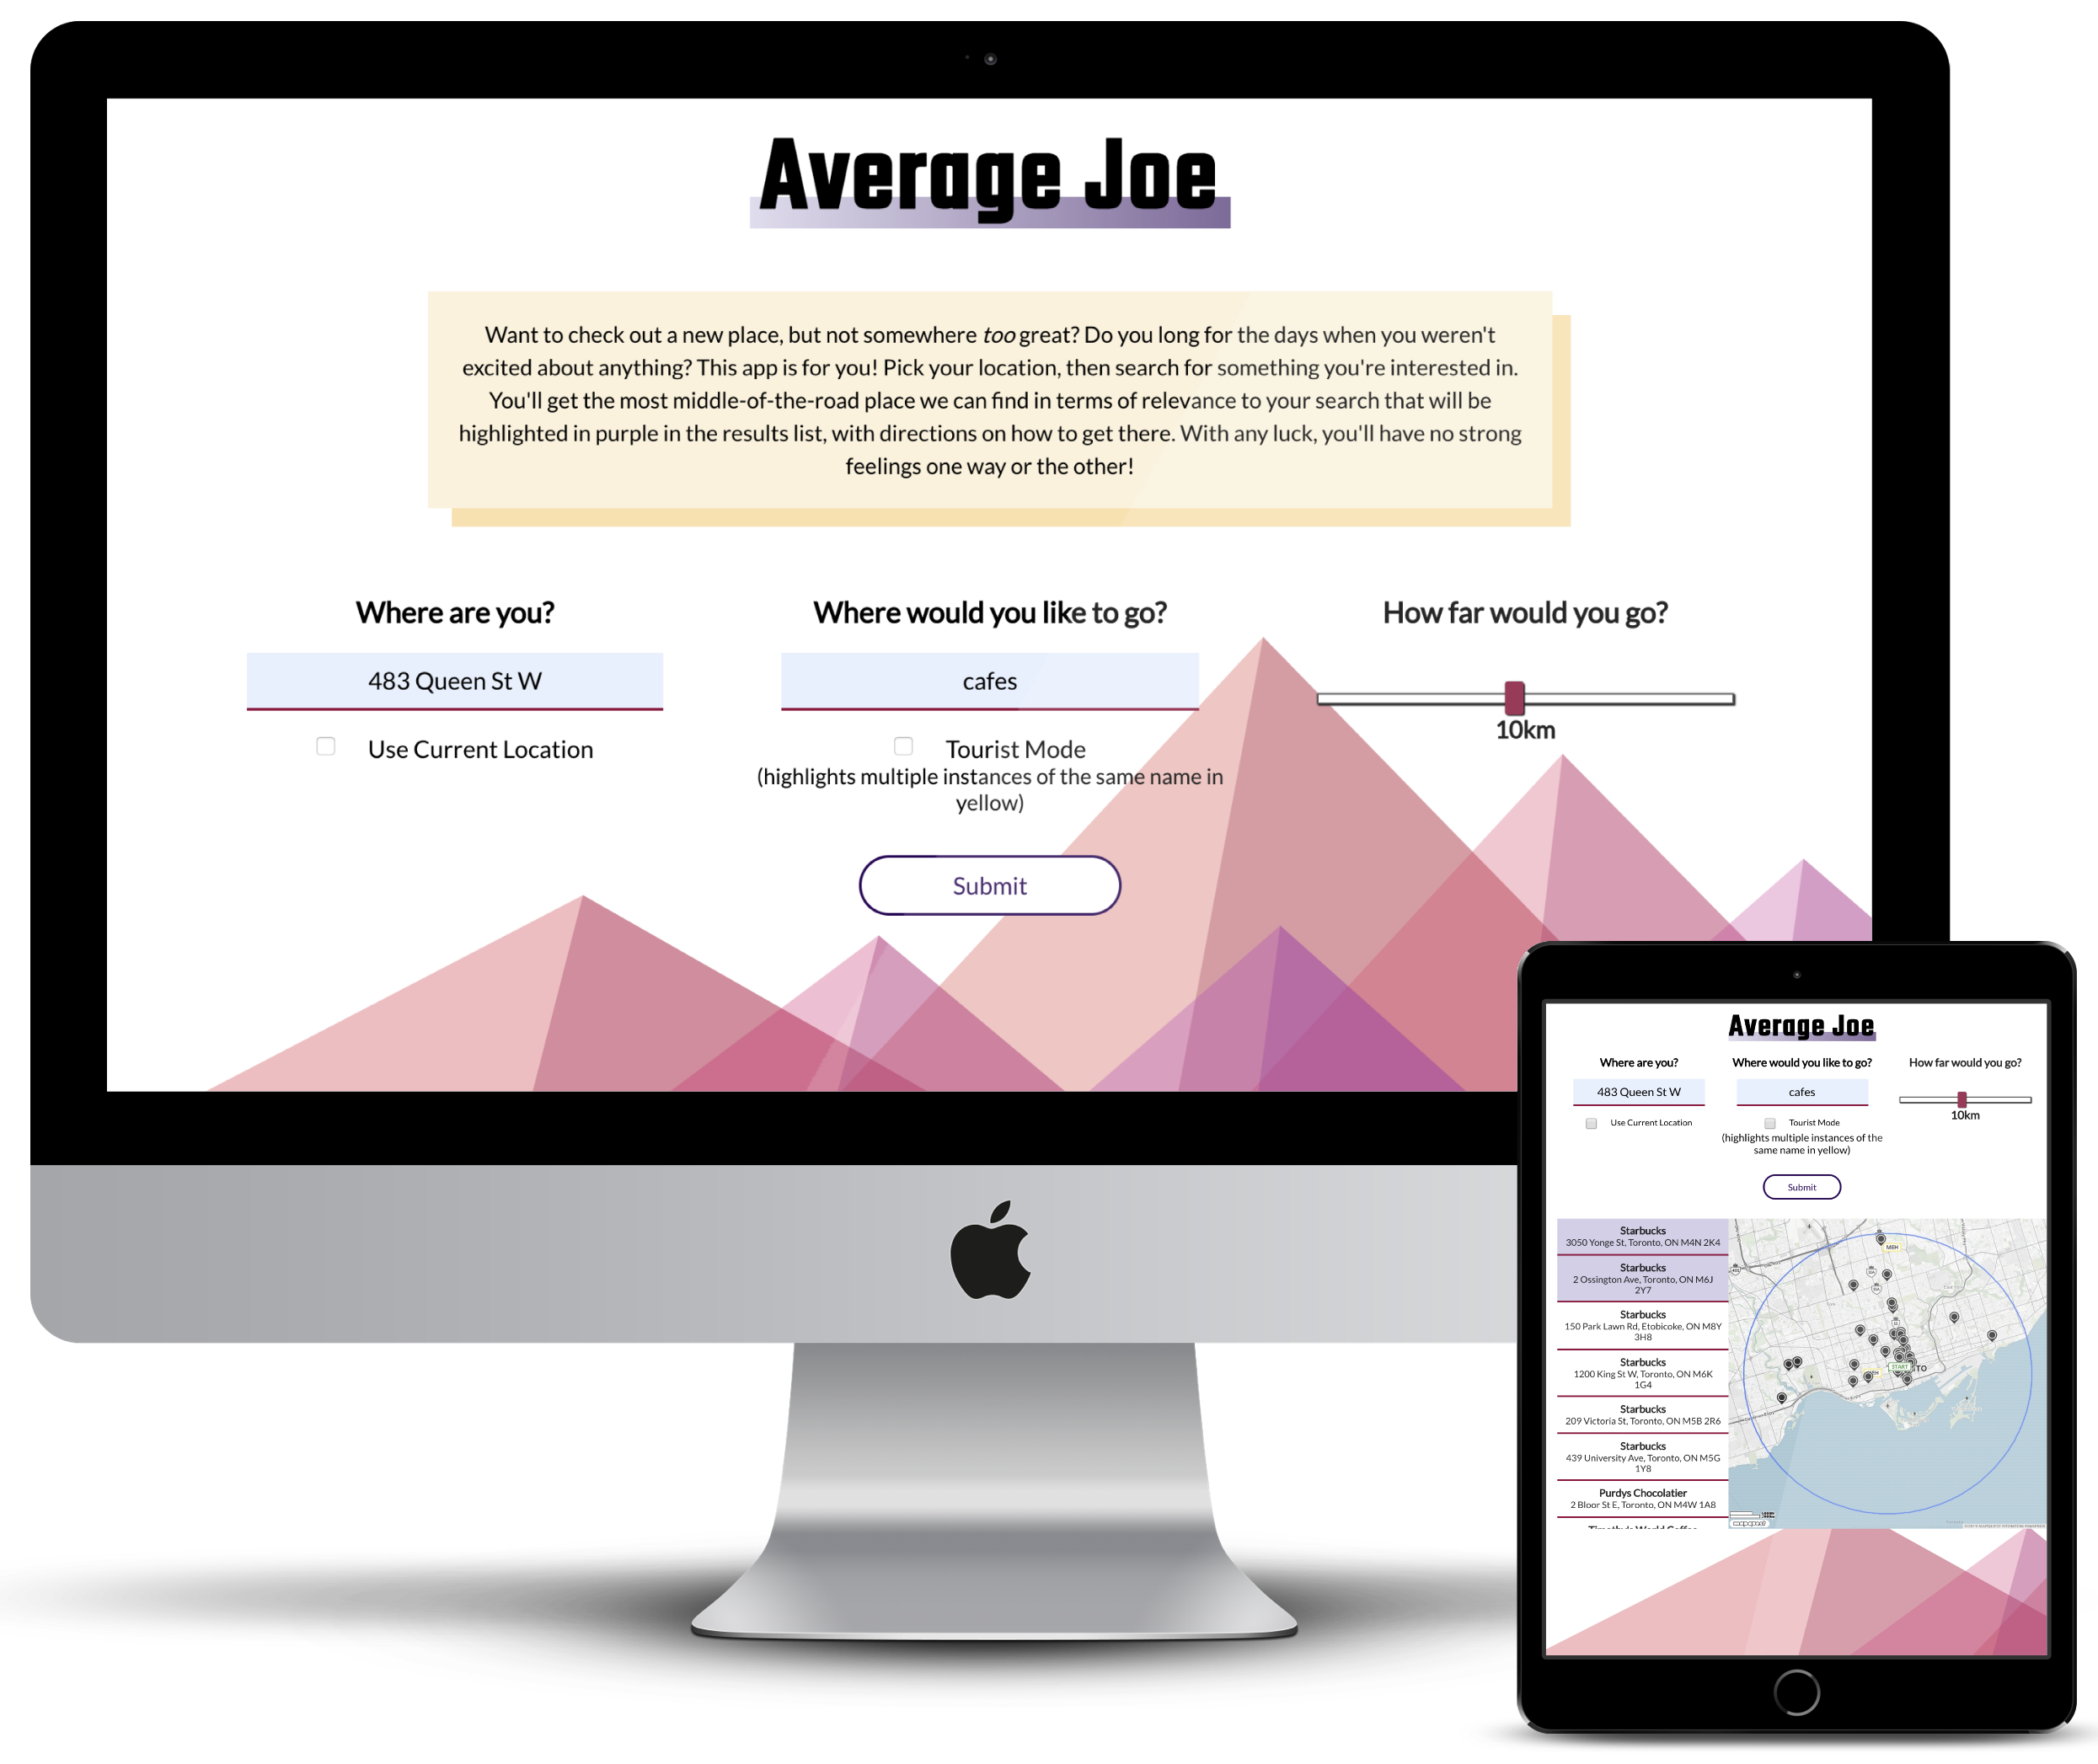 Average Joe
Want to check out a new place, but not somewhere too great? Do you long for the days when you weren't
excited about anything? This app is for you! Pick your location, then search for something you're interested in.
You'll get the most middle-of-the-road place we can find in terms of relevance to your search that will be
highlighted in purple in the results list, with directions on how to get there. With any luck, you'll have no strong
feelings one way or the other!
Where are you?
483 Queen St W
Use Current Location
Where would you like to go?
cafes
Tourist Mode
(highlights multiple instances of the same name in
yellow)
How far would you go?
10km
Submit
Average Joe
Where are you?
483 Queen St W
Use Current Location
Where would you like to go?
cafes
Tourist Mode
(highlights multiple instances of the
same name in yellow)
How far would you go?
10km
Submit
Starbucks
3050 Yonge St, Toronto, ON M4N 2K4
Starbucks
2 Ossington Ave, Toronto, ON M6J
2Y7
Starbucks
150 Park Lawn Rd, Etobicoke, ON M8Y
3H8
Starbucks
1200 King St W, Toronto, ON M6K
1G4
Starbucks
209 Victoria St, Toronto, ON M5B 2R6
Starbucks
439 University Ave, Toronto, ON M5G
1Y8
Purdys Chocolatier
2 Bloor St E, Toronto, ON M4W 1A8
START
TO
mapquest